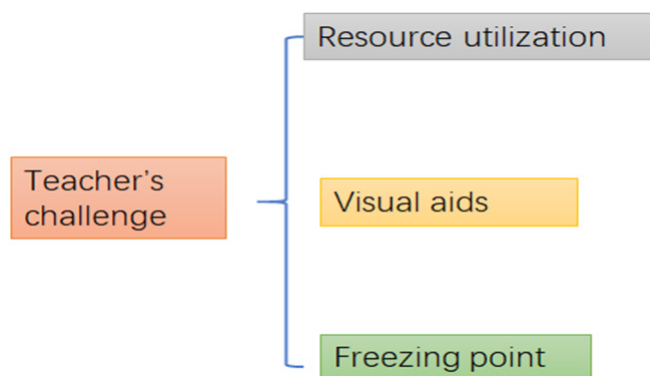 Resource utilization
Teacher's
challenge
Visual aids
Freezing point